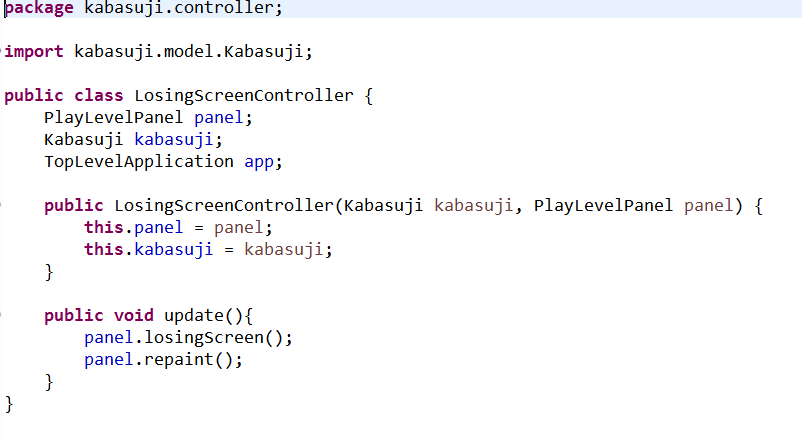 package kabasuji.controller;
import kabasuji.model.Kabasuji;
public class LosingScreenController {
PlayLevelPanel panel;
Kabasuji kabasuji;
TopLevelApplication app;
public LosingScreenController(Kabasuji kabasuji, PlayLevelPanel panel) {
this.panel = panel;
this.kabasuji = kabasuji;
}
public void update(){
panel.losingScreen();
panel.repaint();
}
}